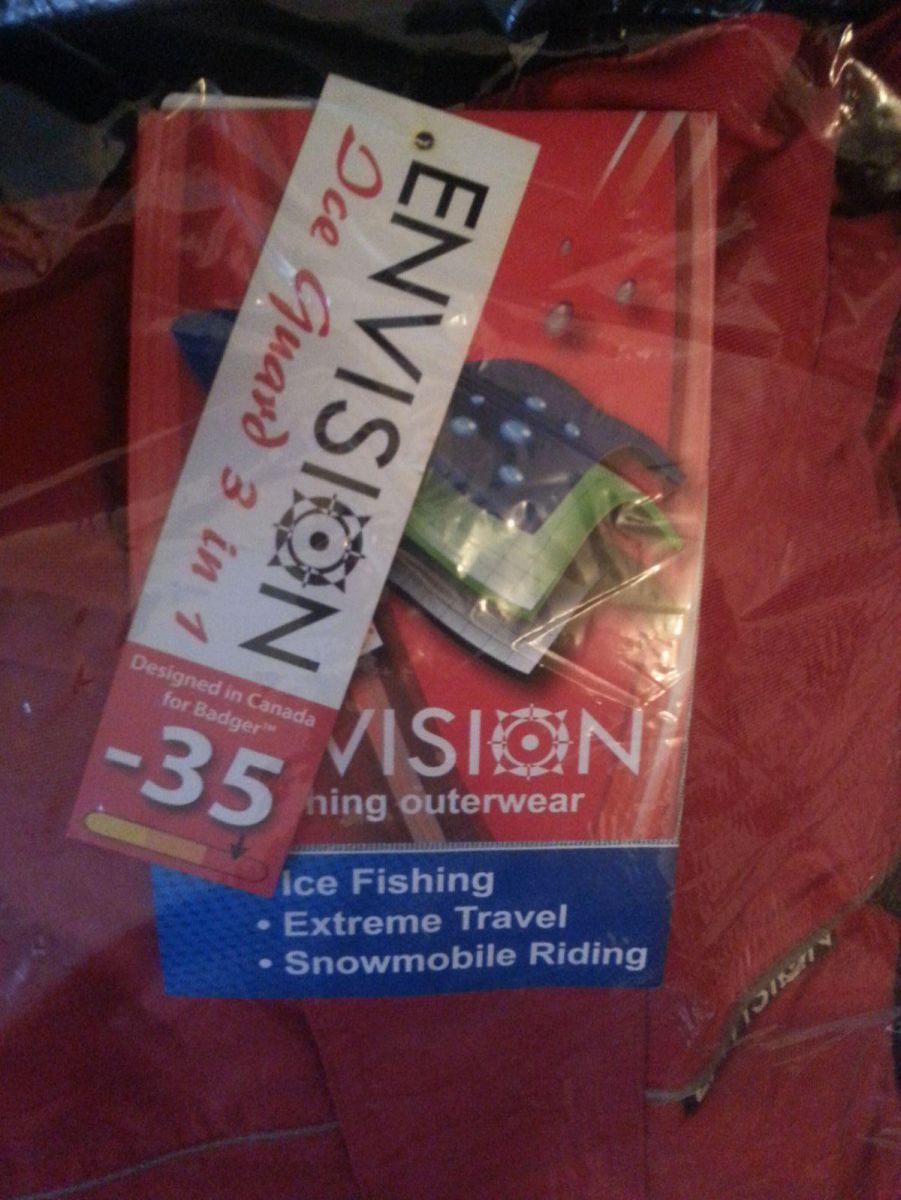 ENVISION
Ice Guard 3 in 1
Designed in Canada
for Badger™
-35
VISION
hing outerwear
Ice Fishing
• Extreme Travel
• Snowmobile Riding